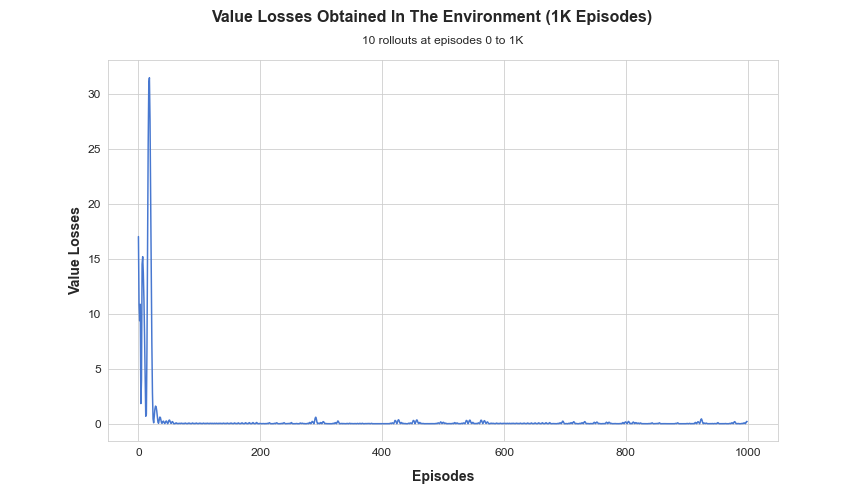 Value Losses Obtained In The Environment (1K Episodes)
10 rollouts at episodes 0 to 1K
30
25
20
15
10
5
0
Value Losses
0 200 400 600 800 1000
Episodes